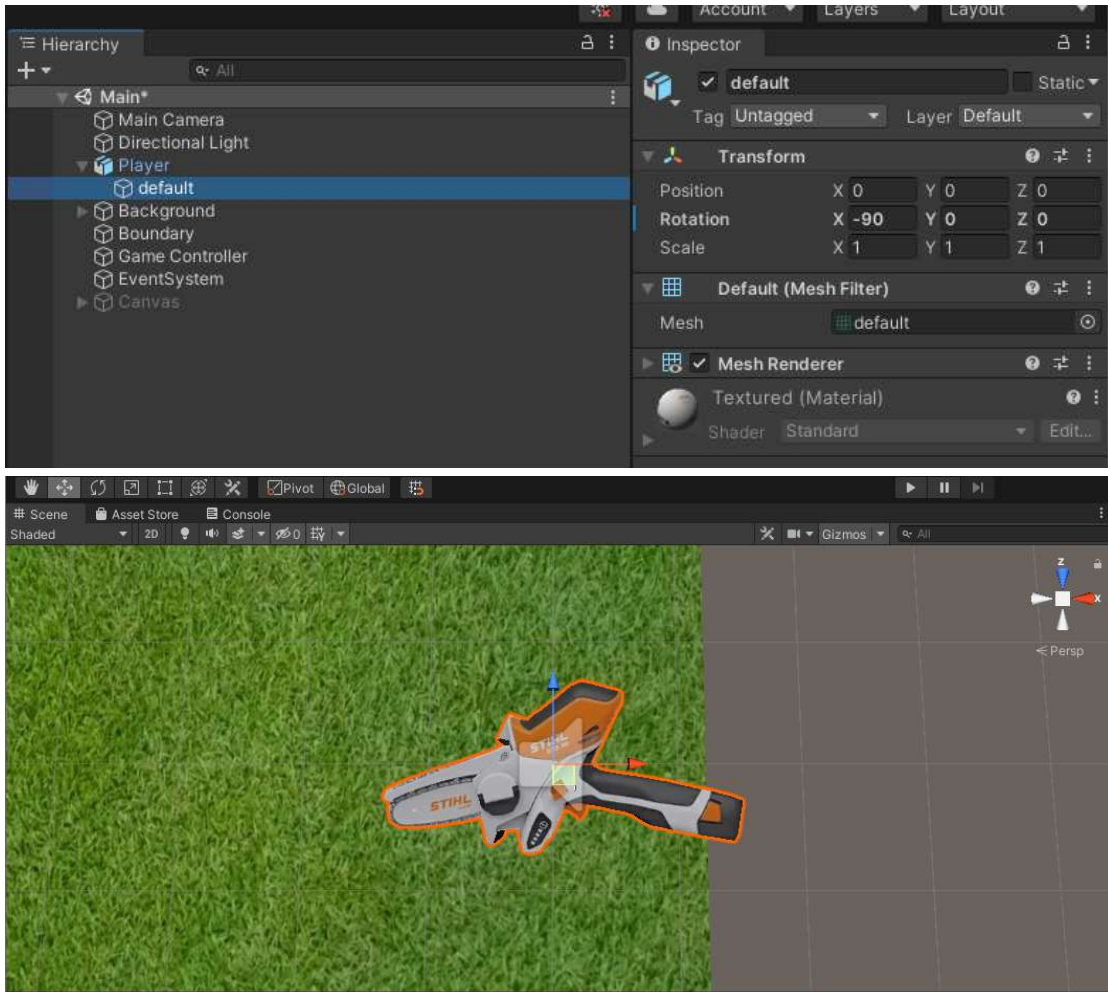 Account Layers Layout
Hierarchy
All
Main*
Main Camera
Directional Light
Player
default
Background
Boundary
Game Controller
EventSystem
Canvas
Inspector
default Static
Tag Untagged Layer Default
Transform
Position X 0 Y 0 Z 0
Rotation X -90 Y 0 Z 0
Scale X 1 Y 1 Z 1
Default (Mesh Filter)
Mesh default
Mesh Renderer
Textured (Material)
Shader Standard Edit...
Pivot Global
Scene Asset Store Console
Shaded 2D 0 Gizmos All
z
x
Persp
STIHL
STIHL